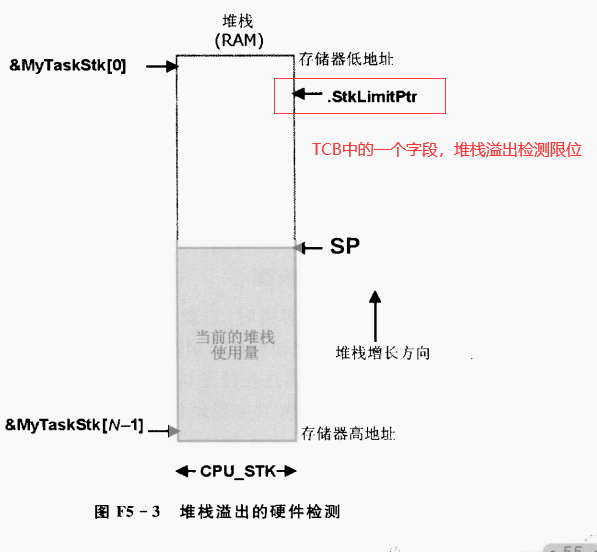 堆栈
(RAM)
&MyTaskStk[0]
存储器低地址
.StkLimitPtr
TCB中的一个字段，堆栈溢出检测限位
SP
当前的堆栈
使用量
堆栈增长方向
&MyTaskStk[N–1]
存储器高地址
CPU_STK
图 F5-3 堆栈溢出的硬件检测
55